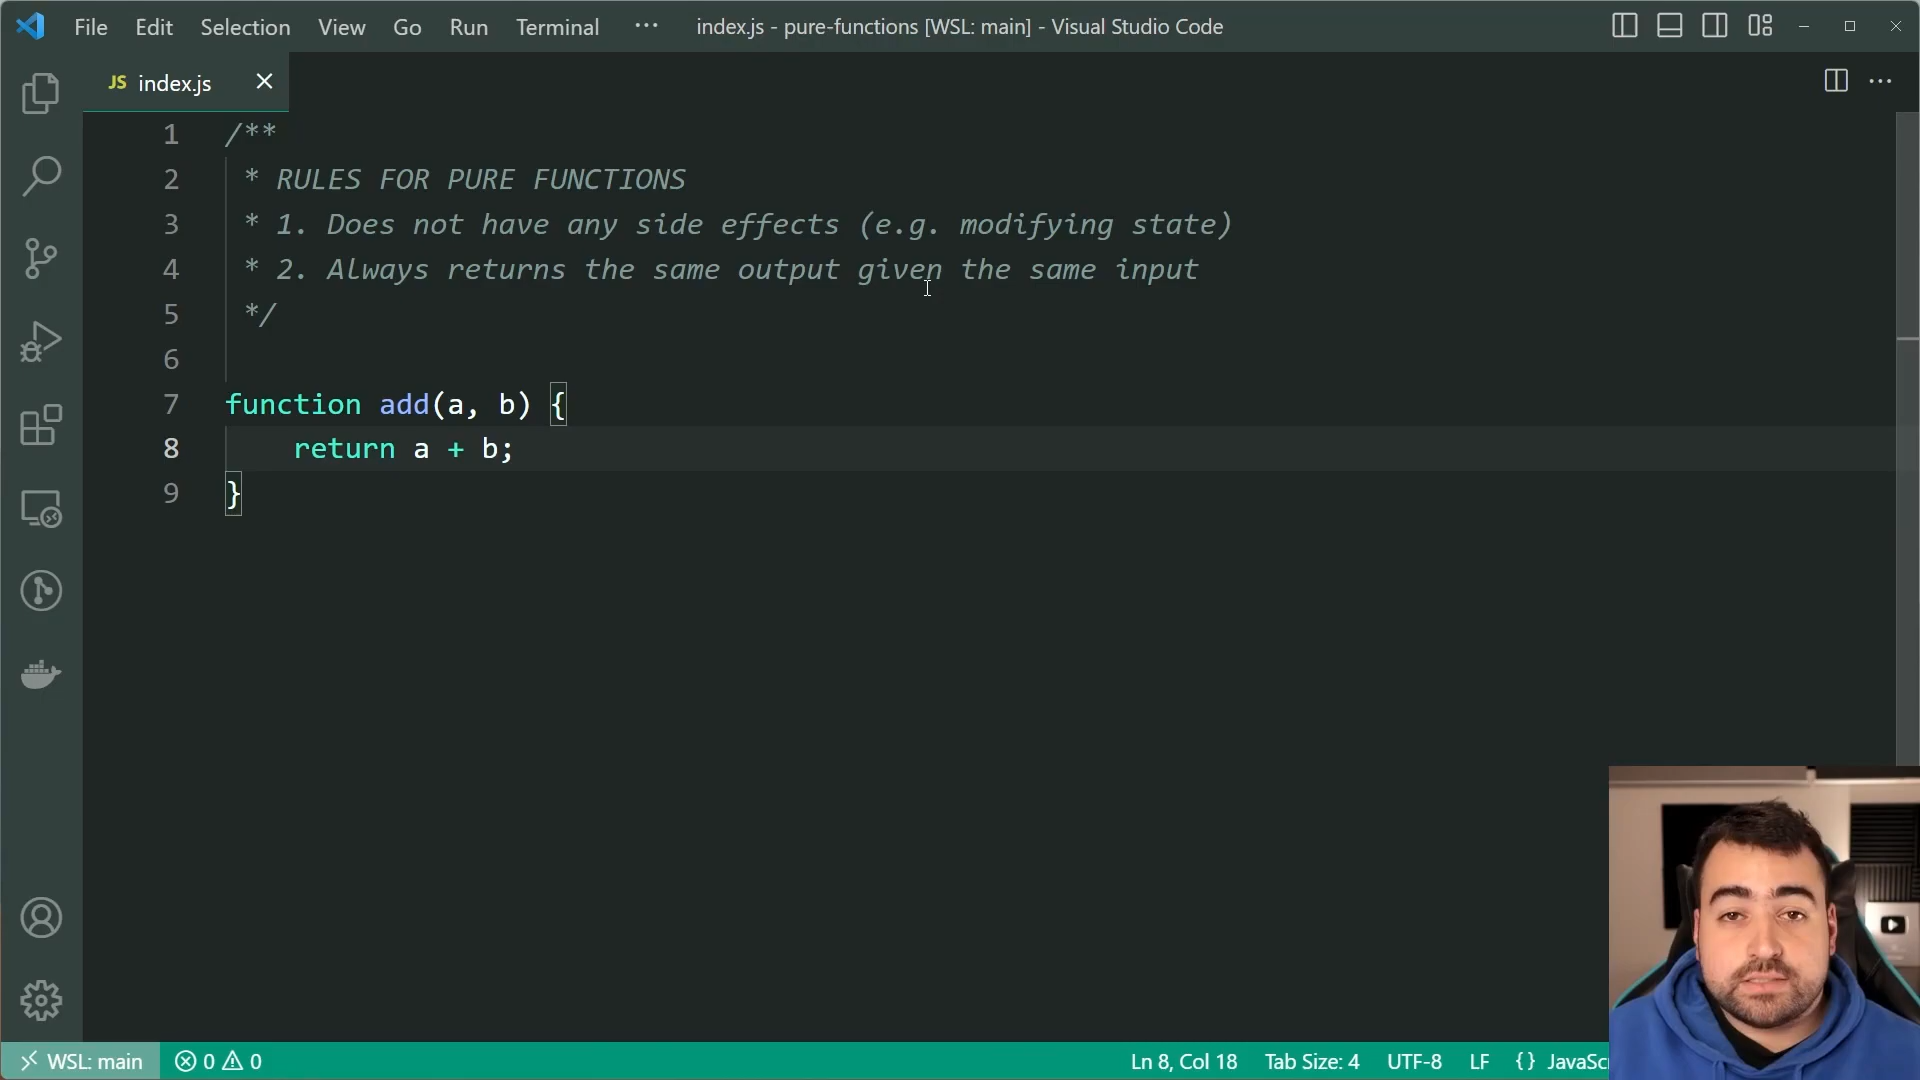 File Edit Selection View Go Run Terminal ··· index.js - pure-functions [WSL: main] - Visual Studio Code
JS index.js
1 /**
2 * RULES FOR PURE FUNCTIONS
3 * 1. Does not have any side effects (e.g. modifying state)
4 * 2. Always returns the same output given the same input
5 */
6
7 function add(a, b) {
8 return a + b;
9 }
WSL: main 0 0 Ln 8, Col 18 Tab Size: 4 UTF-8 LF {} JavaSc